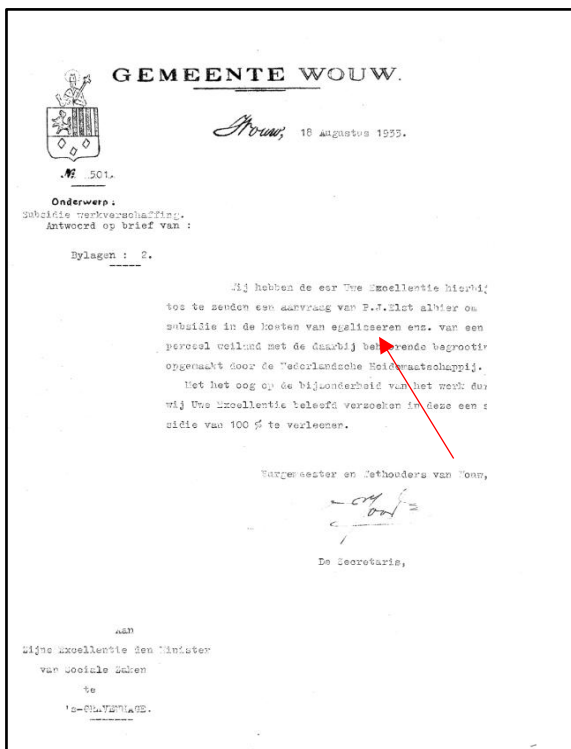 GEMEENTE WOUW.
Wouw, 18 Augustus 1933.
№. 501.
Onderwerp:
Subsidie werkverschaffing.
Antwoord op brief van :
Bylagen : 2.
Wij hebben de eer Uwe Excellentie hierbij
toe te zenden een aanvraag van P.J.Elst alhier om
subsidie in de kosten van egaliseeren enz. van een
perceel weiland met de daarbij behoorende begrootin
opgemaakt door de Nederlandsche Heidemaatschappij.
Met het oog op de bijzonderheid van het werk dur
wij Uwe Excellentie beleefd verzoeken in deze een s
sidie van 100 % te verleenen.
Burgemeester en Wethouders van Wouw,
De Secretaris,
Aan
Zijne Excellentie den Minister
van Sociale Zaken
te
's-GRAVENHAGE.